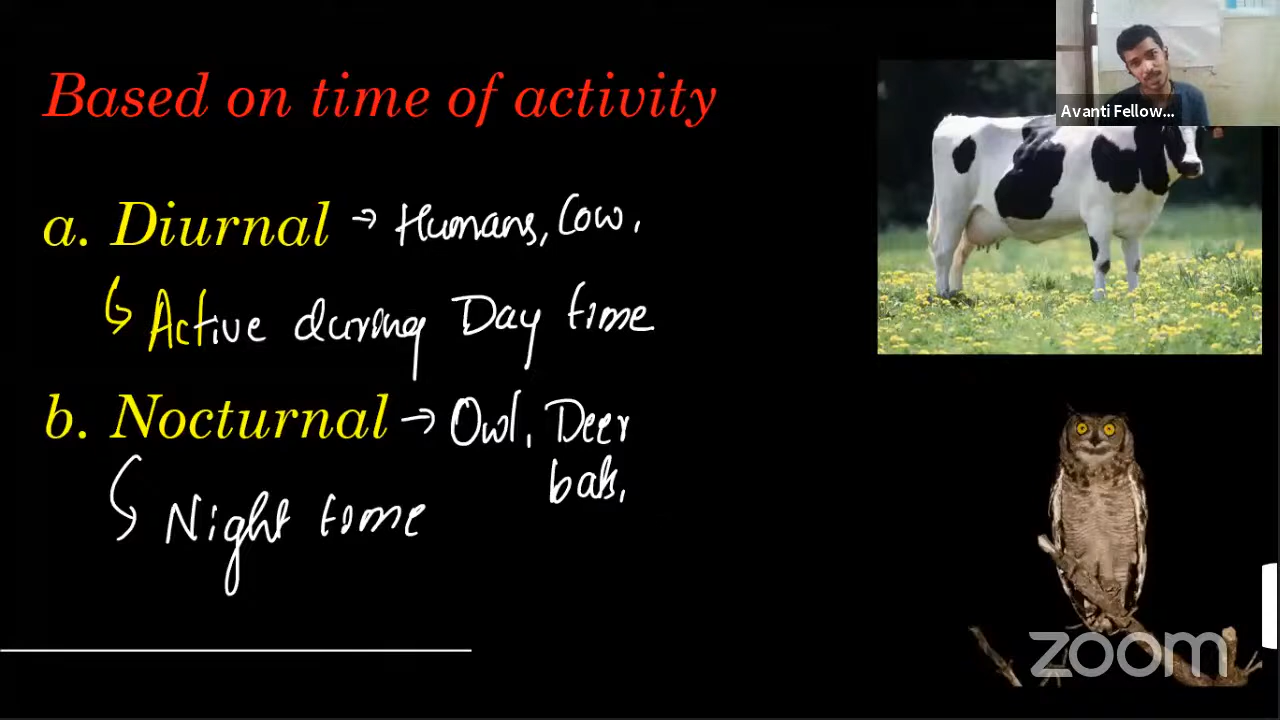 Based on time of activity
Avanti Fellow...
a. Diurnal → Humans, Cow,
Active during Day time
b. Nocturnal → Owl, Deer
bats,
Night time
zoom